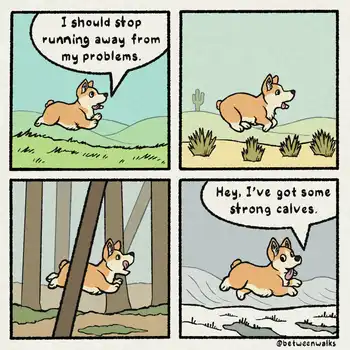 I should stop
running away from
my problems.
Hey, I've got some
strong calves.
@betweenwalks